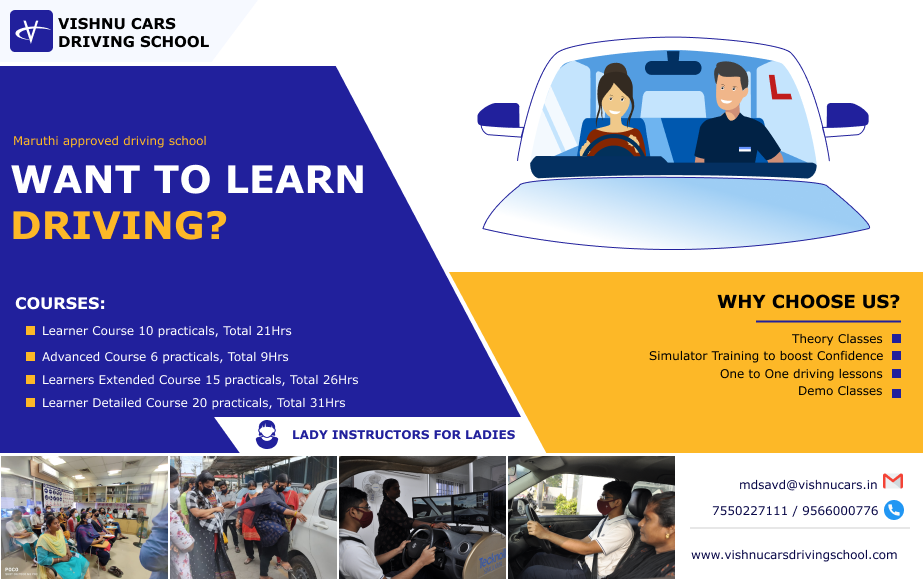 VISHNU CARS
DRIVING SCHOOL
Maruthi approved driving school
WANT TO LEARN
DRIVING?
COURSES:
Learner Course 10 practicals, Total 21Hrs
Advanced Course 6 practicals, Total 9Hrs
Learners Extended Course 15 practicals, Total 26Hrs
Learner Detailed Course 20 practicals, Total 31Hrs
LADY INSTRUCTORS FOR LADIES
L
WHY CHOOSE US?
Theory Classes
Simulator Training to boost Confidence
One to One driving lessons
Demo Classes
POCO
mdsavd@vishnucars.in
7550227111 / 9566000776
www.vishnucarsdrivingschool.com